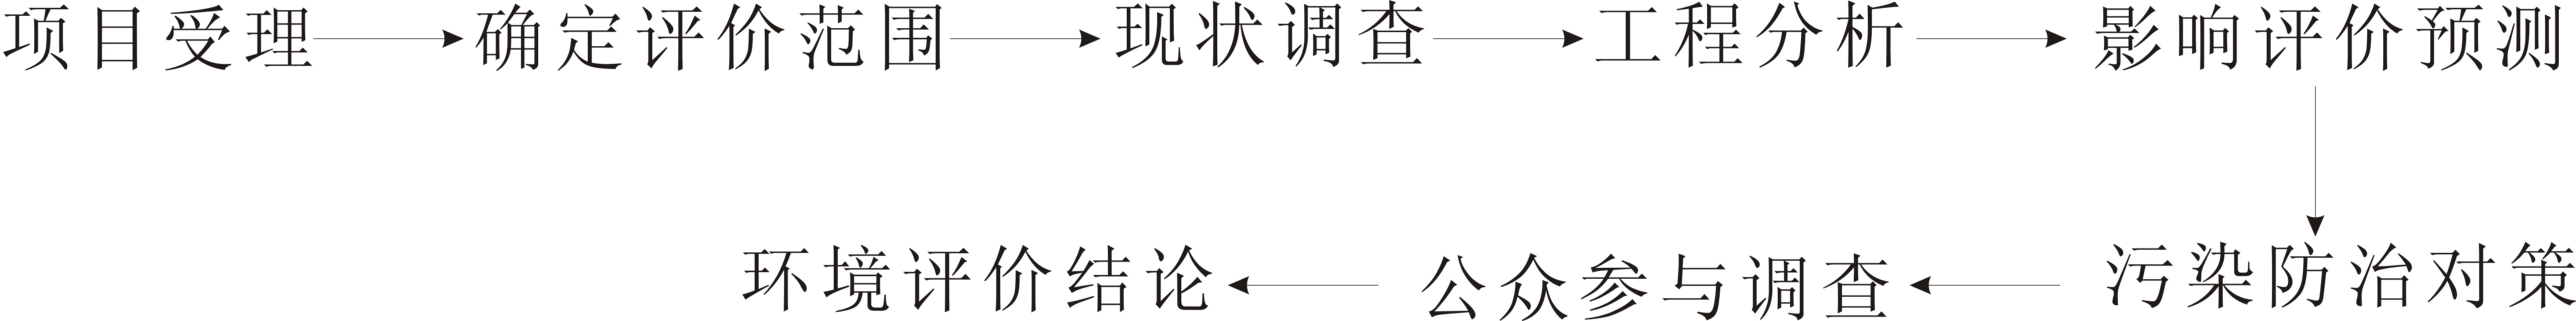 项目受理 确定评价范围 现状调查 工程分析 影响评价预测
环境评价结论 公众参与调查 污染防治对策